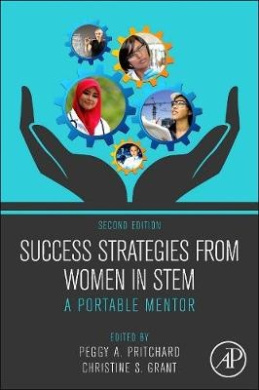 SECOND EDITION
SUCCESS STRATEGIES FROM
WOMEN IN STEM
A PORTABLE MENTOR
EDITED BY
PEGGY A. PRITCHARD
CHRISTINE S. GRANT
AP